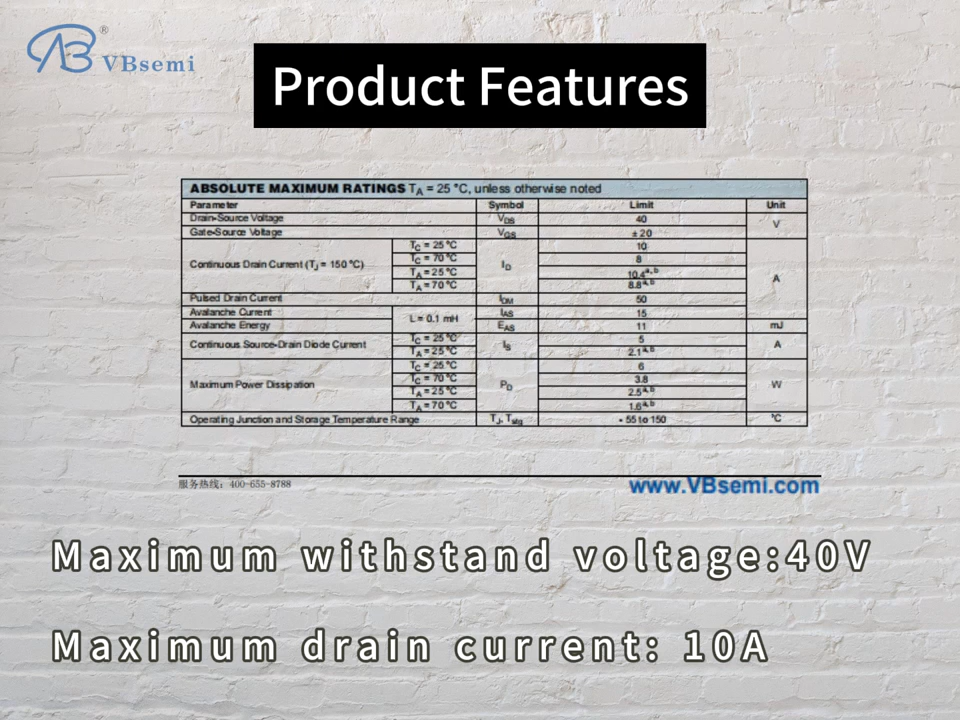 VBsemi®
Product Features
ABSOLUTE MAXIMUM RATINGS TA = 25 °C, unless otherwise noted
Parameter Symbol Limit Unit
Drain-Source Voltage VDS 40 V
Gate-Source Voltage VGS ± 20
Continuous Drain Current (TJ = 150 °C) TC = 25 °C ID 10 A
TC = 70 °C 8
TA = 25 °C 10.4a, b
TA = 70 °C 8.8a, b
Pulsed Drain Current IDM 50
Avalanche Current L = 0.1 mH IAS 15
Avalanche Energy EAS 11 mJ
Continuous Source-Drain Diode Current TC = 25 °C IS 5 A
TA = 25 °C 2.1a, b
Maximum Power Dissipation TC = 25 °C PD 6 W
TC = 70 °C 3.8
TA = 25 °C 2.5a, b
TA = 70 °C 1.6a, b
Operating Junction and Storage Temperature Range TJ, Tstg - 55 to 150 °C
服务热线：400-655-8788 www.VBsemi.com
Maximum withstand voltage:40V
Maximum drain current: 10A